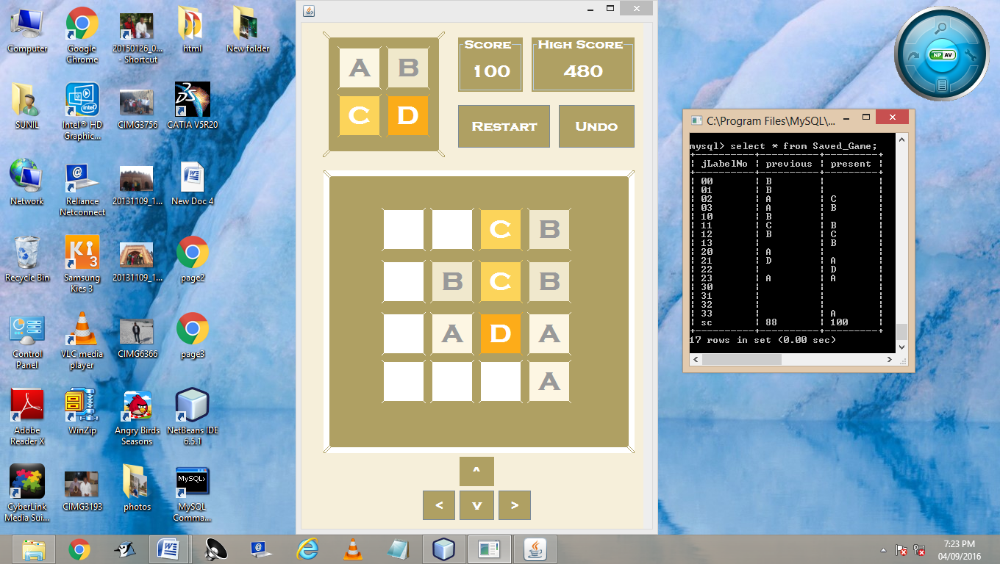 Computer
Google Chrome
20150126_0... - Shortcut
html
New folder
SUNIL
Intel® HD Graphic...
CIMG3756
CATIA V5R20
Network
Reliance Netconnect
20131109_1...
New Doc 4
Recycle Bin
Samsung Kies 3
20131109_1...
page2
Control Panel
VLC media player
CIMG6366
page3
Adobe Reader X
WinZip
Angry Birds Seasons
NetBeans IDE 6.5.1
CyberLink Media Sui...
CIMG3193
photos
MySQL Comma...
Ki 3
MySQL>
A B
C D
Score
100
High Score
480
Restart
Undo
C B
B C B
A D A
A
^
< v >
NP AV
C:\Program Files\MySQL\...
mysql> select * from Saved_Game;
+-----------+----------+---------+
| jLabelNo | previous | present |
+-----------+----------+---------+
| 00 | B | |
| 01 | B | |
| 02 | A | C |
| 03 | A | B |
| 10 | B | |
| 11 | C | B |
| 12 | B | C |
| 13 | | B |
| 20 | A | |
| 21 | D | A |
| 22 | | D |
| 23 | A | A |
| 30 | | |
| 31 | | |
| 32 | | |
| 33 | | A |
| sc | 88 | 100 |
+-----------+----------+---------+
17 rows in set (0.00 sec)
7:23 PM
04/09/2016